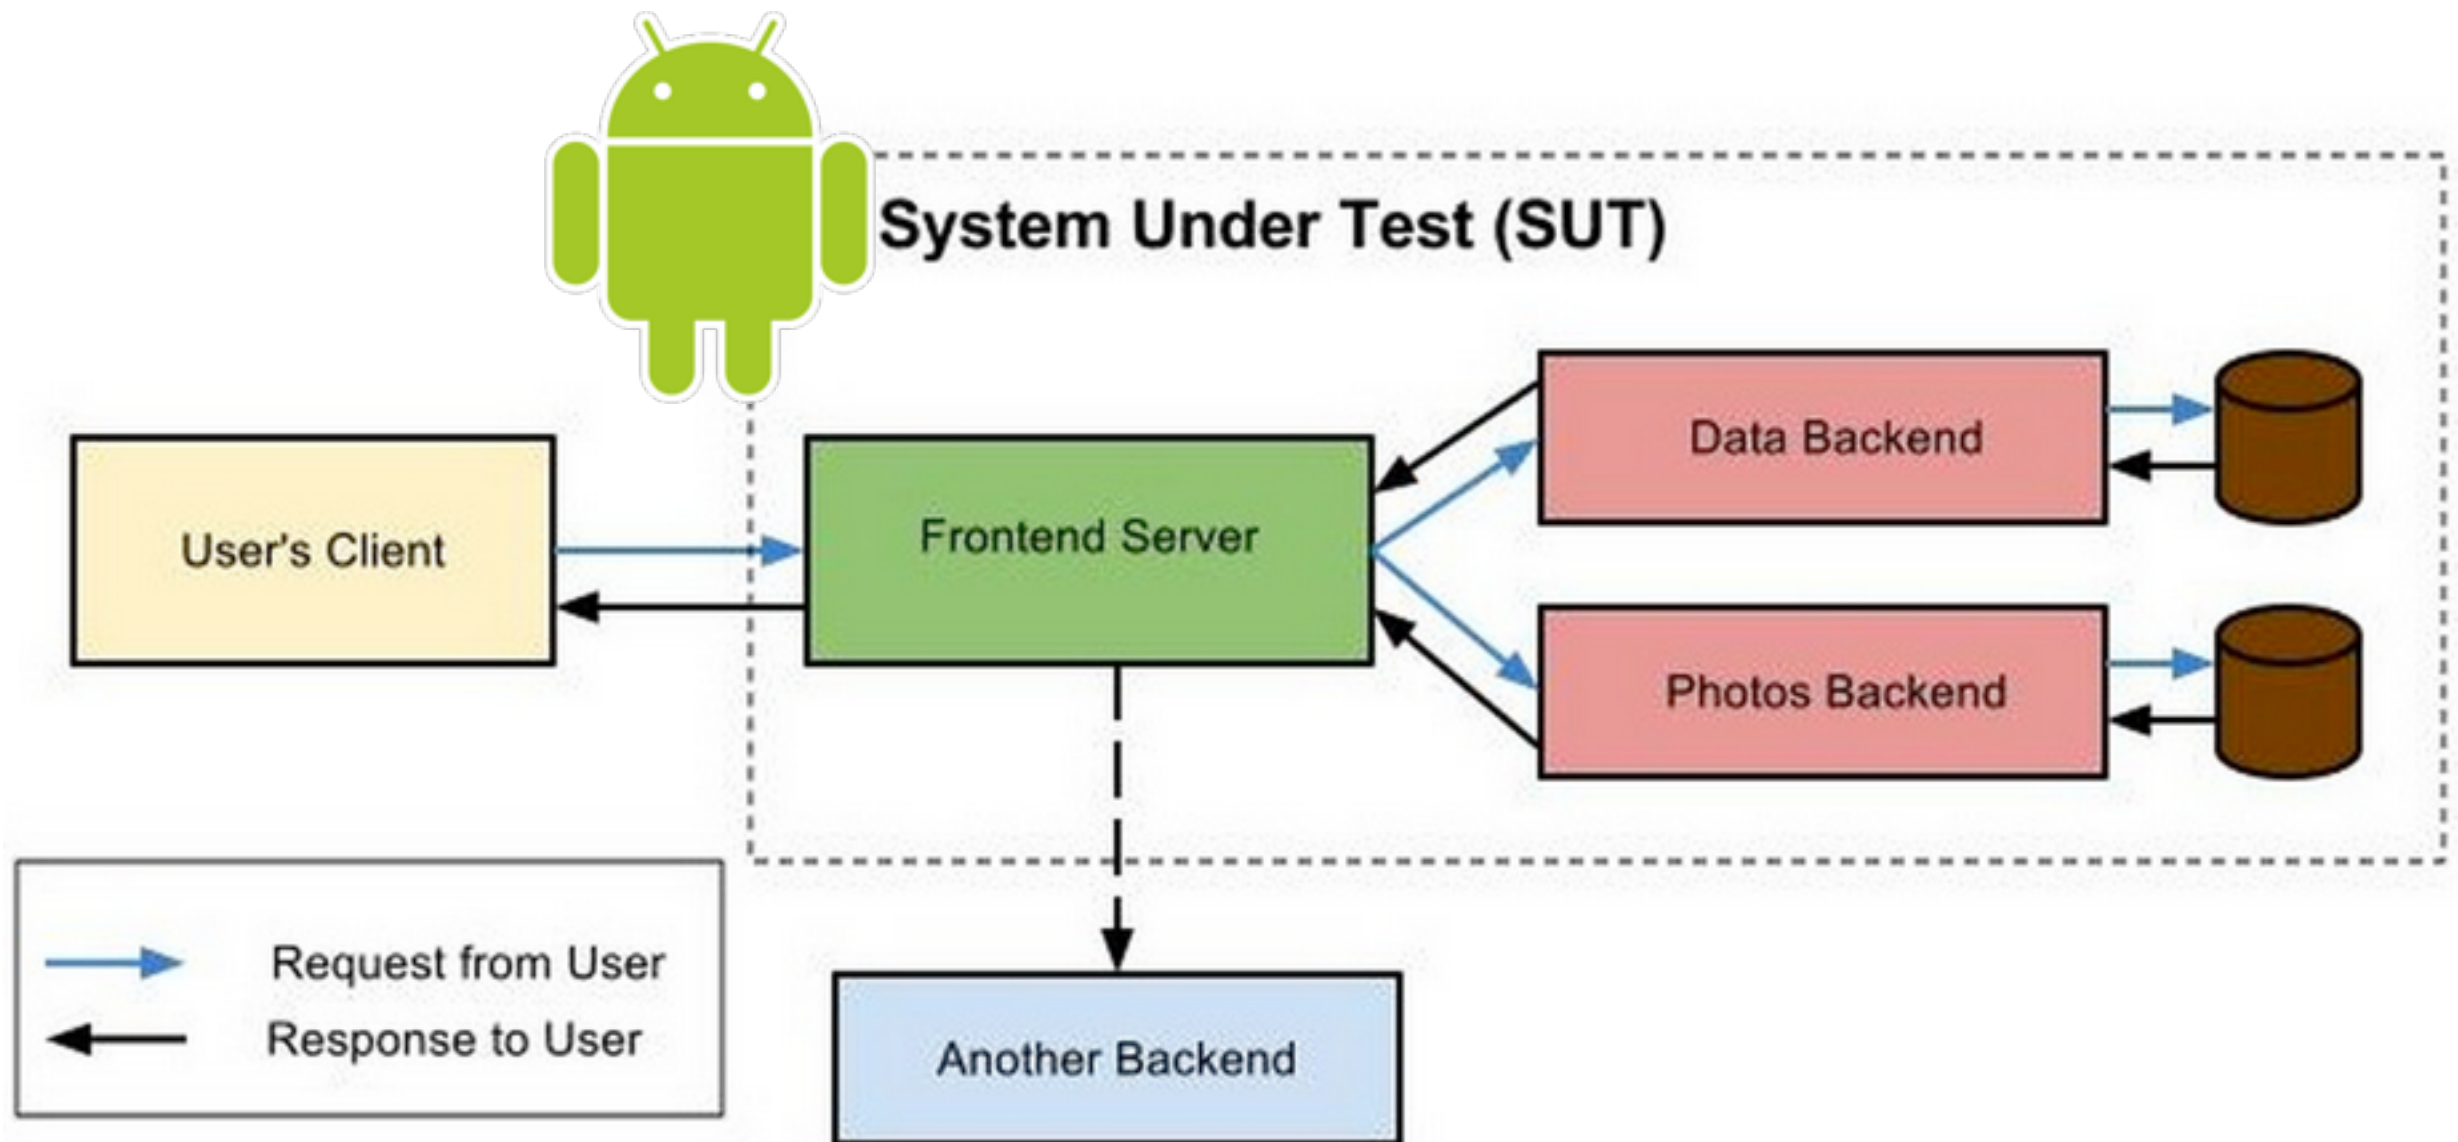 System Under Test (SUT)
Data Backend
User's Client
Frontend Server
Photos Backend
Request from User
Response to User
Another Backend